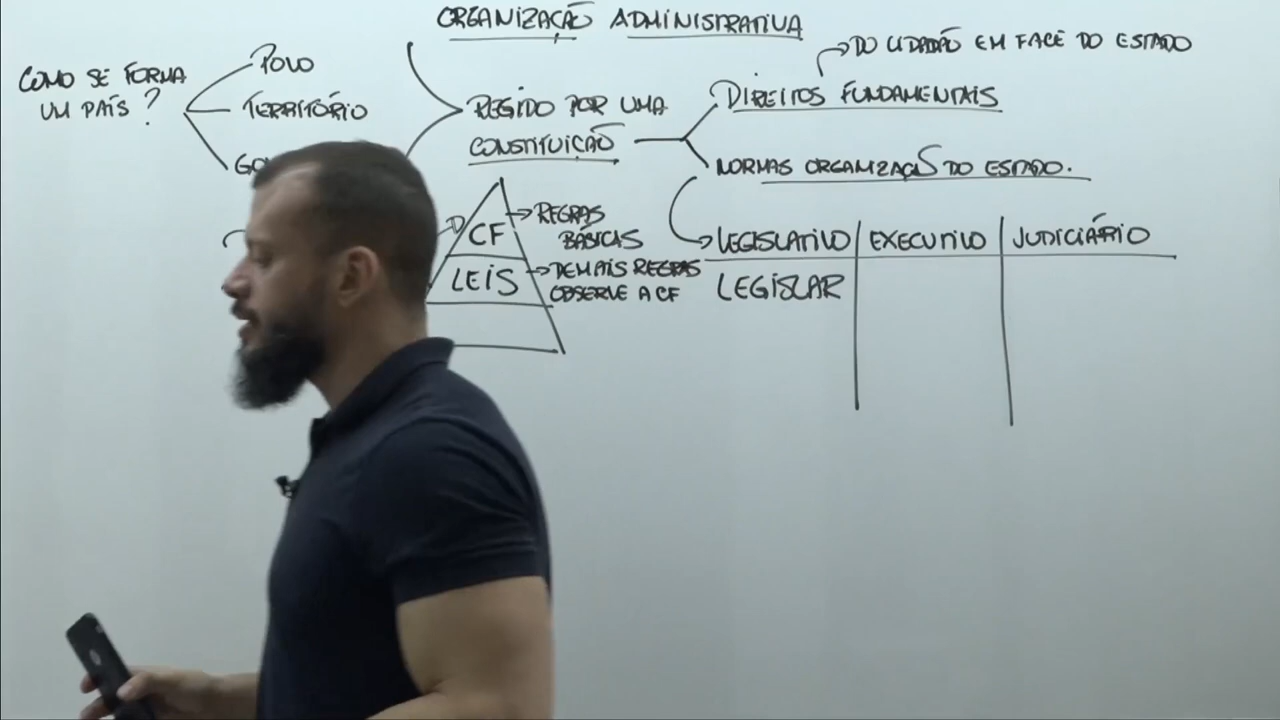 ORGANIZAÇÃO ADMINISTRATIVA
COMO SE FORMA
UM PAÍS ?
POVO
TERRITÓRIO
REGIDO POR UMA
CONSTITUIÇÃO
DO CIDADÃO EM FACE DO ESTADO
DIREITOS FUNDAMENTAIS
NORMAS ORGANIZAÇÃO DO ESTADO.
CF
REGRAS
BÁSICAS
LEIS
DEMAIS REGRAS
OBSERVE A CF
LEGISLATIVO EXECUTIVO JUDICIÁRIO
LEGISLAR